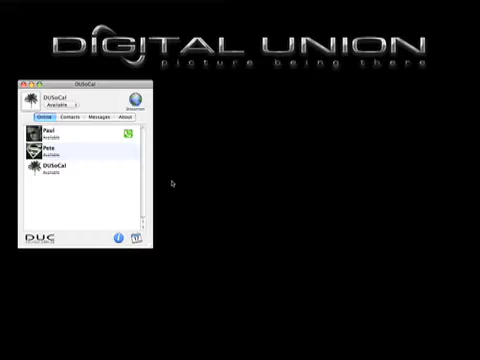 DIGITAL UNION
picture being there
DUSoCal
DUSoCal
Available
Online Contacts Messages About
Paul
Available
Pete
Available
DUSoCal
Available
DUC
17